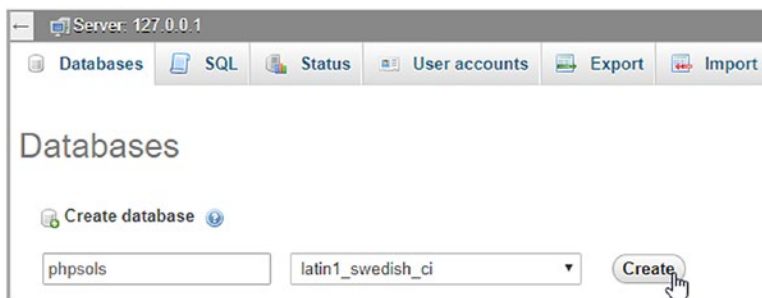 Server: 127.0.0.1
Databases SQL Status User accounts Export Import
Databases
Create database
phpsols latin1_swedish_ci Create